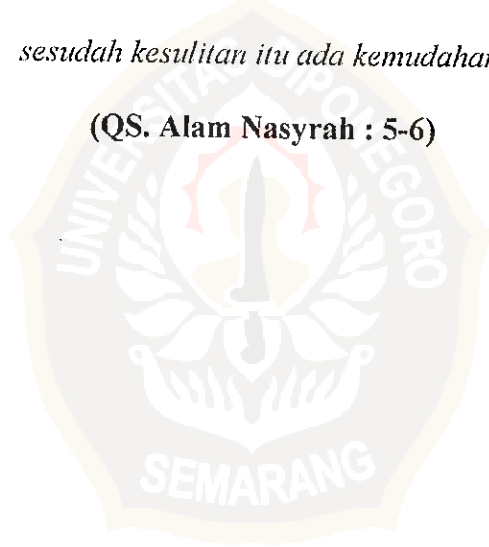 sesudah kesulitan itu ada kemudahan
(QS. Alam Nasyrah : 5-6)
UNIVERSITAS DIPONEGORO
SEMARANG